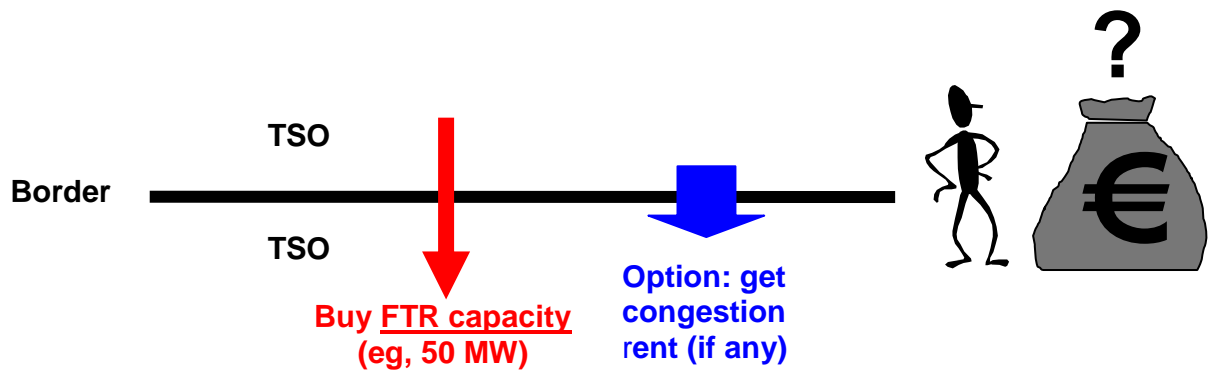 ?
TSO
Border
TSO
€
Buy FTR capacity
(eg, 50 MW)
Option: get
congestion
rent (if any)